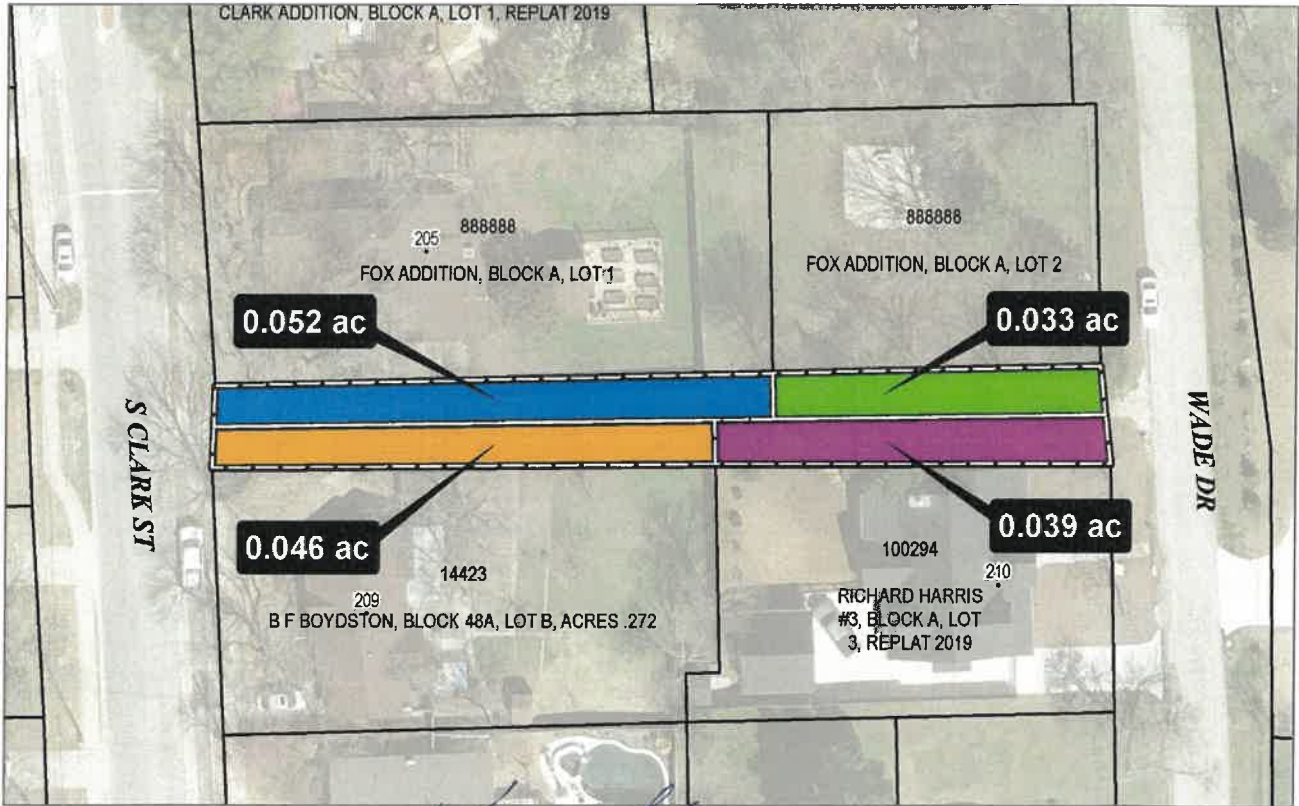 CLARK ADDITION, BLOCK A, LOT 1, REPLAT 2019
888888
205
FOX ADDITION, BLOCK A, LOT 1
888888
FOX ADDITION, BLOCK A, LOT 2
0.052 ac
0.033 ac
S CLARK ST
WADE DR
0.046 ac
0.039 ac
14423
209
B F BOYDSTON, BLOCK 48A, LOT B, ACRES .272
100294
210
RICHARD HARRIS
#3, BLOCK A, LOT
3, REPLAT 2019